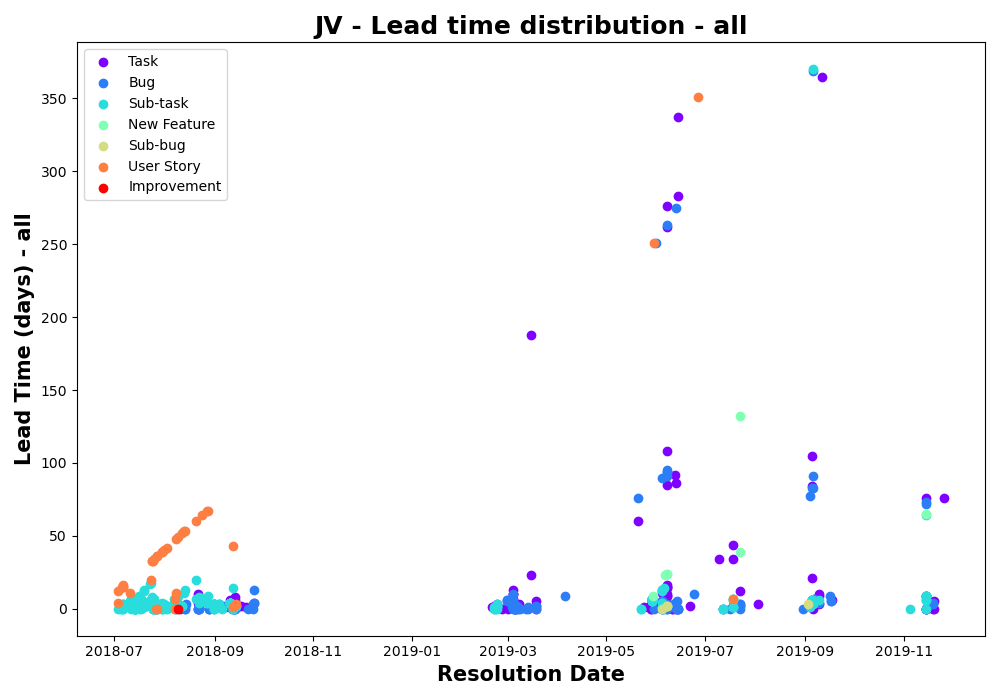 JV - Lead time distribution - all
Task
Bug
Sub-task
New Feature
Sub-bug
User Story
Improvement
Lead Time (days) - all
350
300
250
200
150
100
50
0
2018-07 2018-09 2018-11 2019-01 2019-03 2019-05 2019-07 2019-09 2019-11
Resolution Date